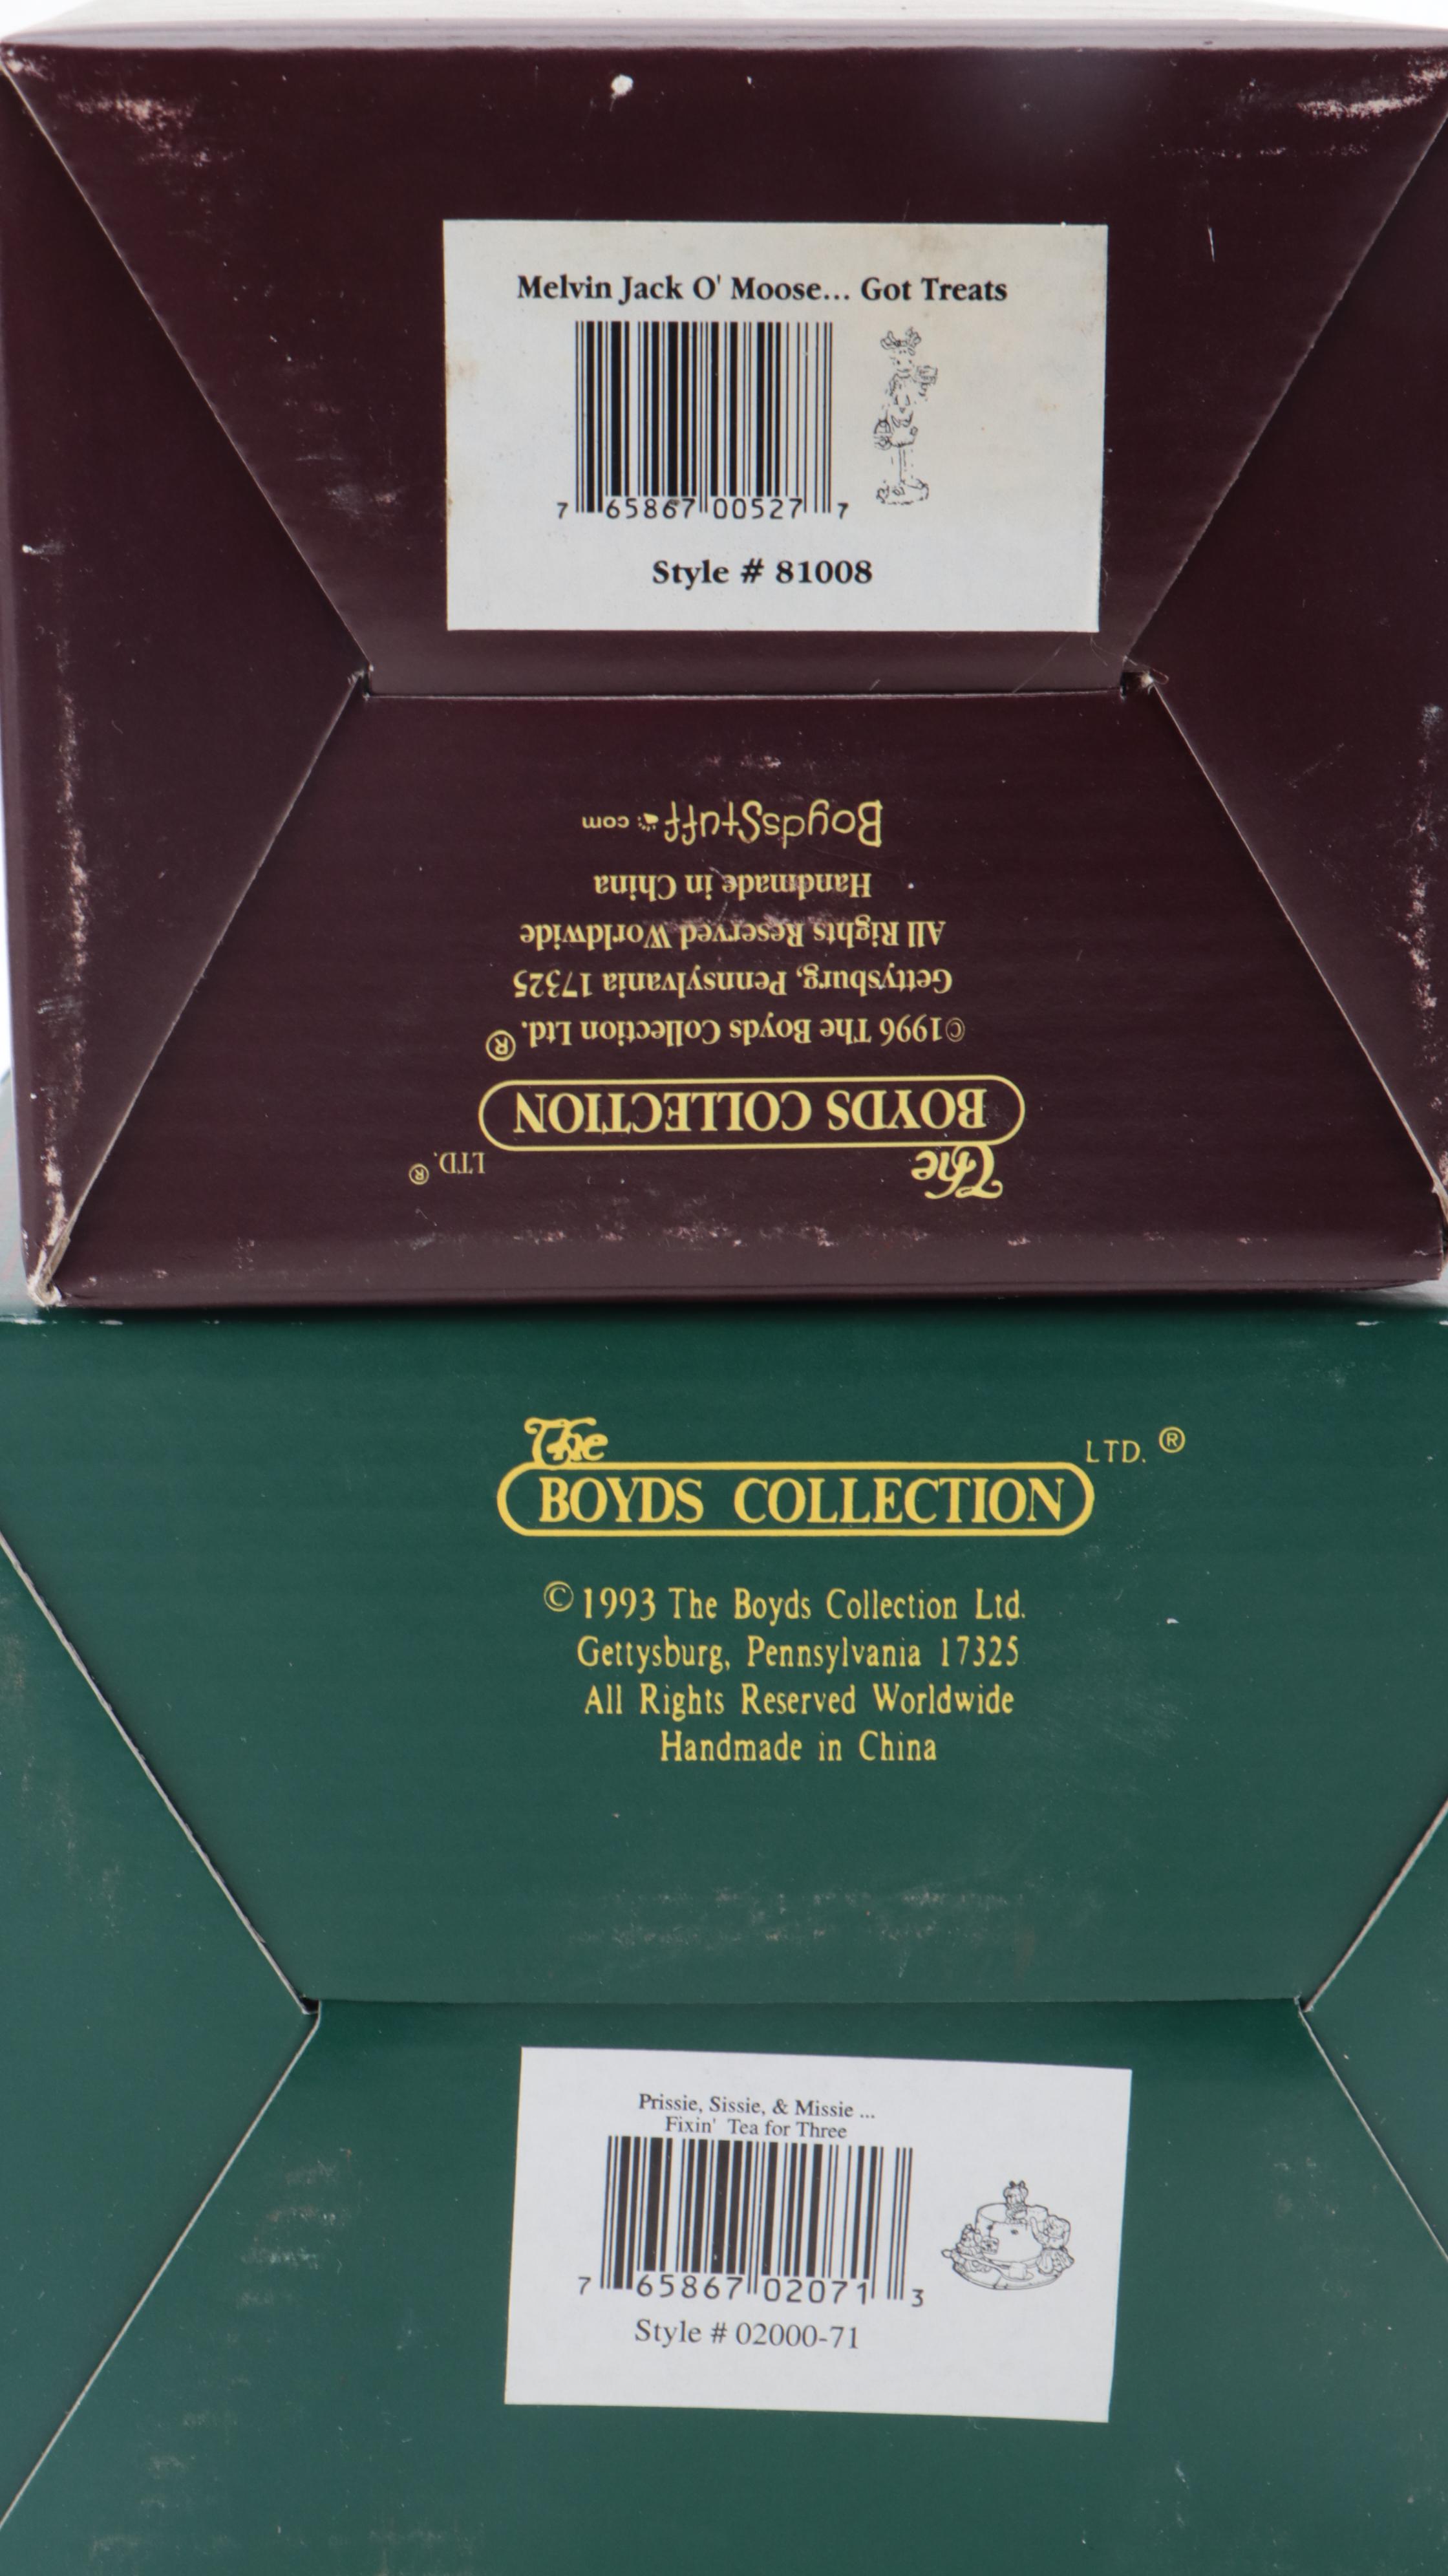 Melvin Jack O' Moose... Got Treats
7 65867 00527 7
Style # 81008
The
LTD.®
BOYDS COLLECTION
©1996 The Boyds Collection Ltd.®
Gettysburg, Pennsylvania 17325
All Rights Reserved Worldwide
Handmade in China
BoydsStuff.com
The
LTD.®
BOYDS COLLECTION
©1993 The Boyds Collection Ltd.
Gettysburg, Pennsylvania 17325
All Rights Reserved Worldwide
Handmade in China
Prissie, Sissie, & Missie ...
Fixin' Tea for Three
7 65867 02071 3
Style # 02000-71